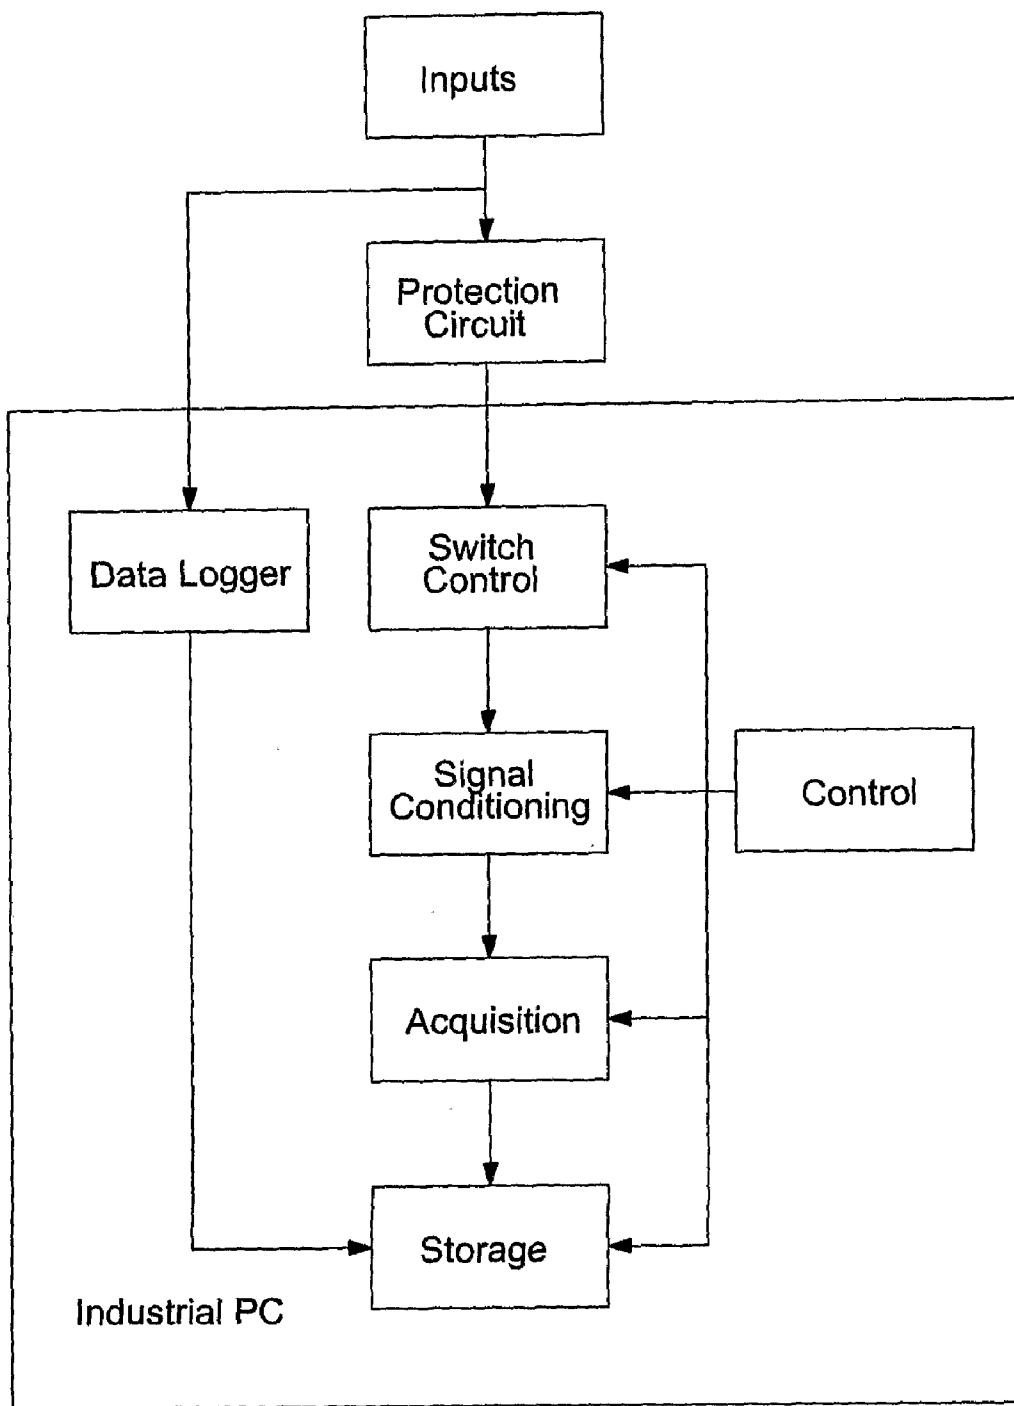 Inputs
Protection
Circuit
Switch
Control
Data Logger
Signal
Conditioning
Control
Acquisition
Storage
Industrial PC